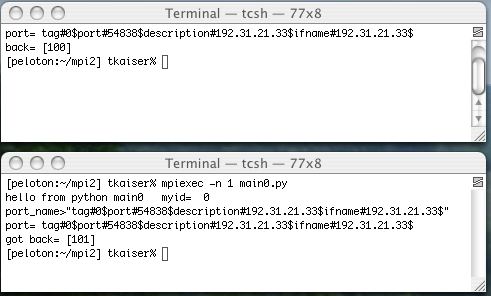 Terminal — tcsh — 77x8
port= tag#0$port#54838$description#192.31.21.33$ifname#192.31.21.33$
back= [100]
[peloton:~/mpi2] tkaiser%
Terminal — tcsh — 77x8
[peloton:~/mpi2] tkaiser% mpiexec -n 1 main0.py
hello from python main0   myid=  0
port_name>"tag#0$port#54838$description#192.31.21.33$ifname#192.31.21.33$"
port= tag#0$port#54838$description#192.31.21.33$ifname#192.31.21.33$
got back= [101]
[peloton:~/mpi2] tkaiser%